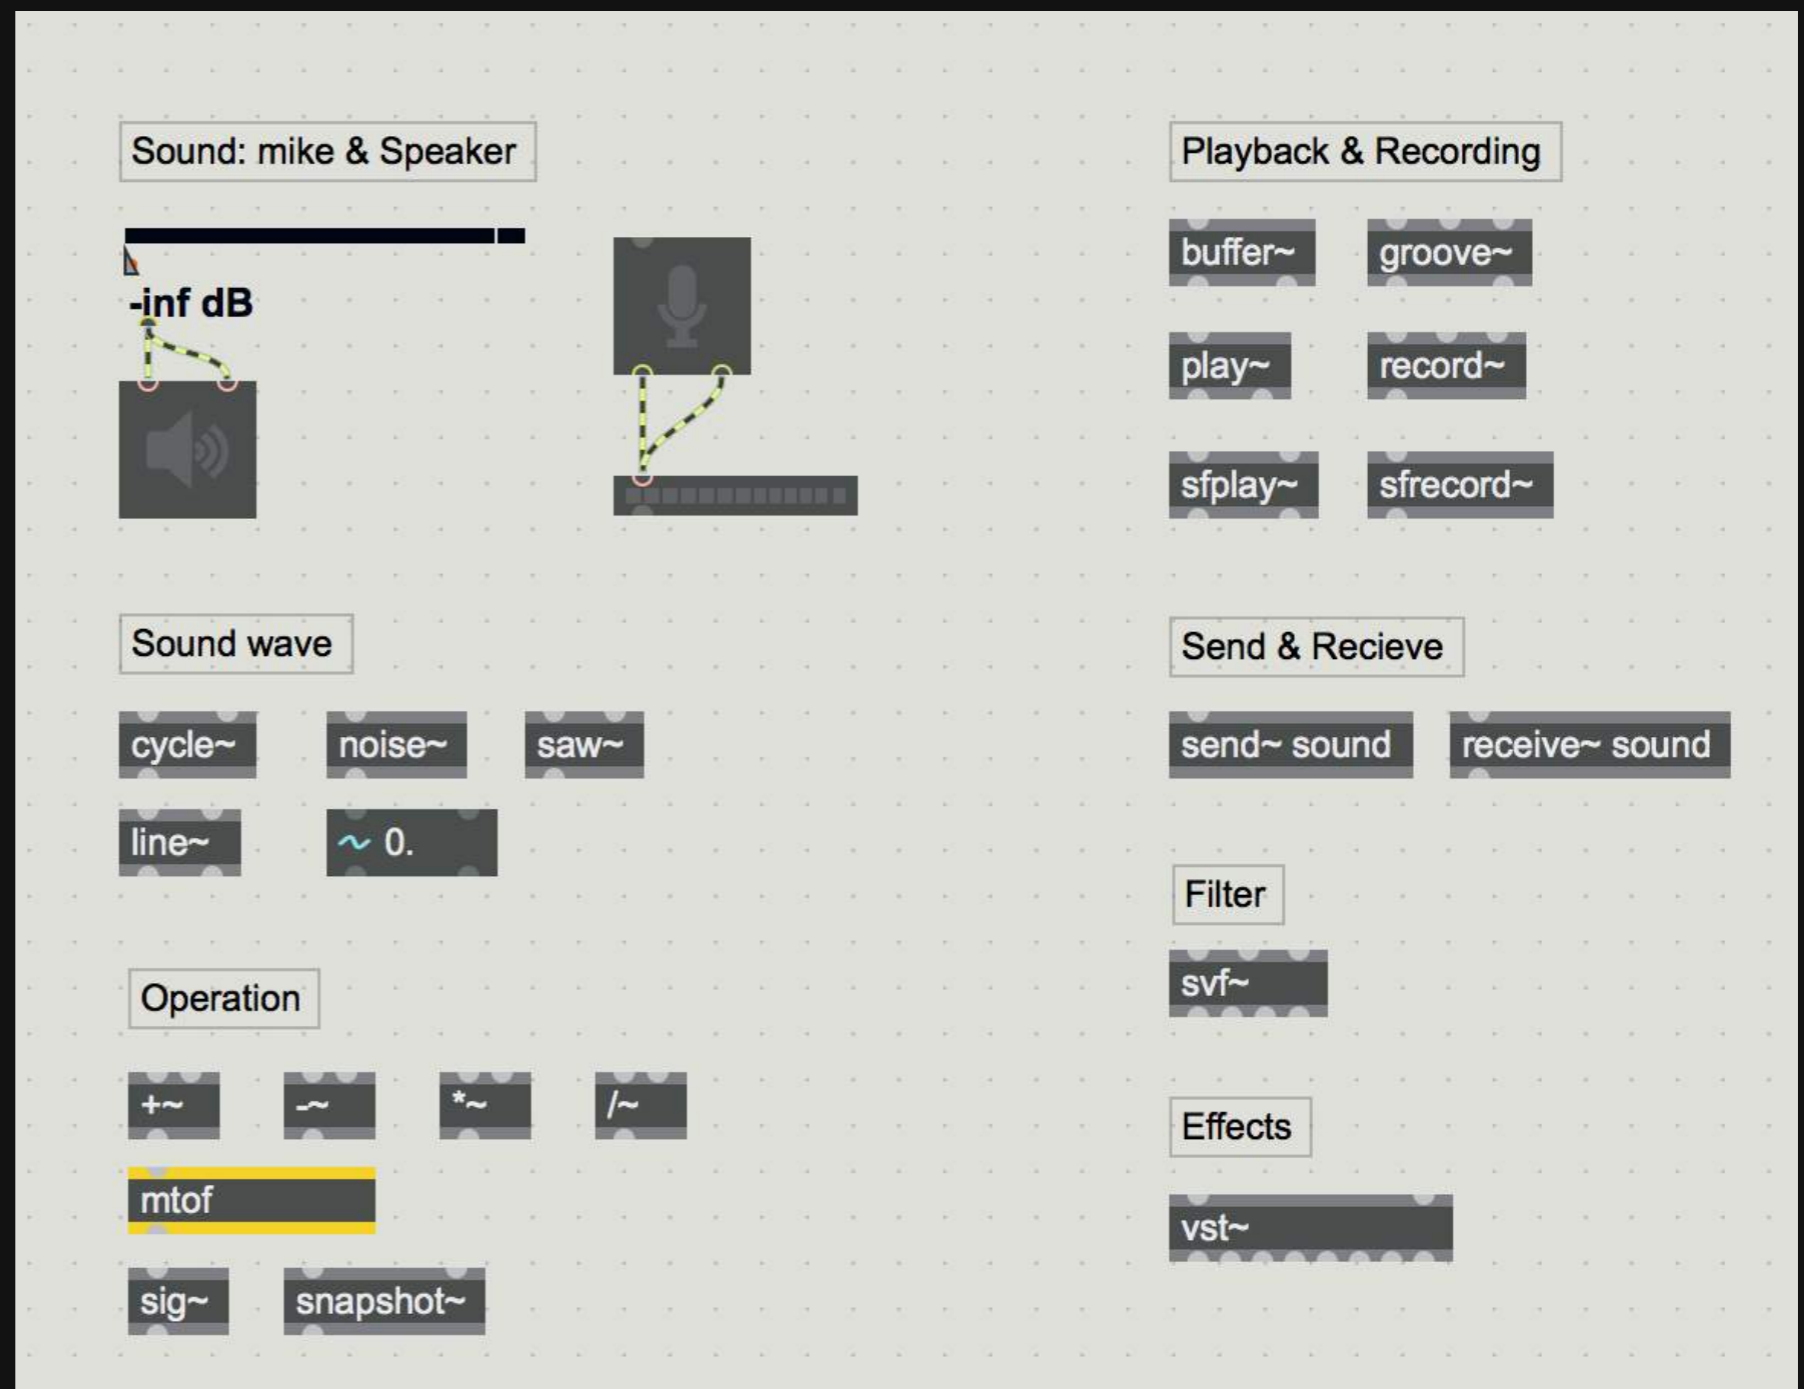 Sound: mike & Speaker
-inf dB
Sound wave
cycle~ noise~ saw~
line~ ~ 0.
Operation
+~ -~ *~ /~
mtof
sig~ snapshot~
Playback & Recording
buffer~ groove~
play~ record~
sfplay~ sfrecord~
Send & Recieve
send~ sound receive~ sound
Filter
svf~
Effects
vst~